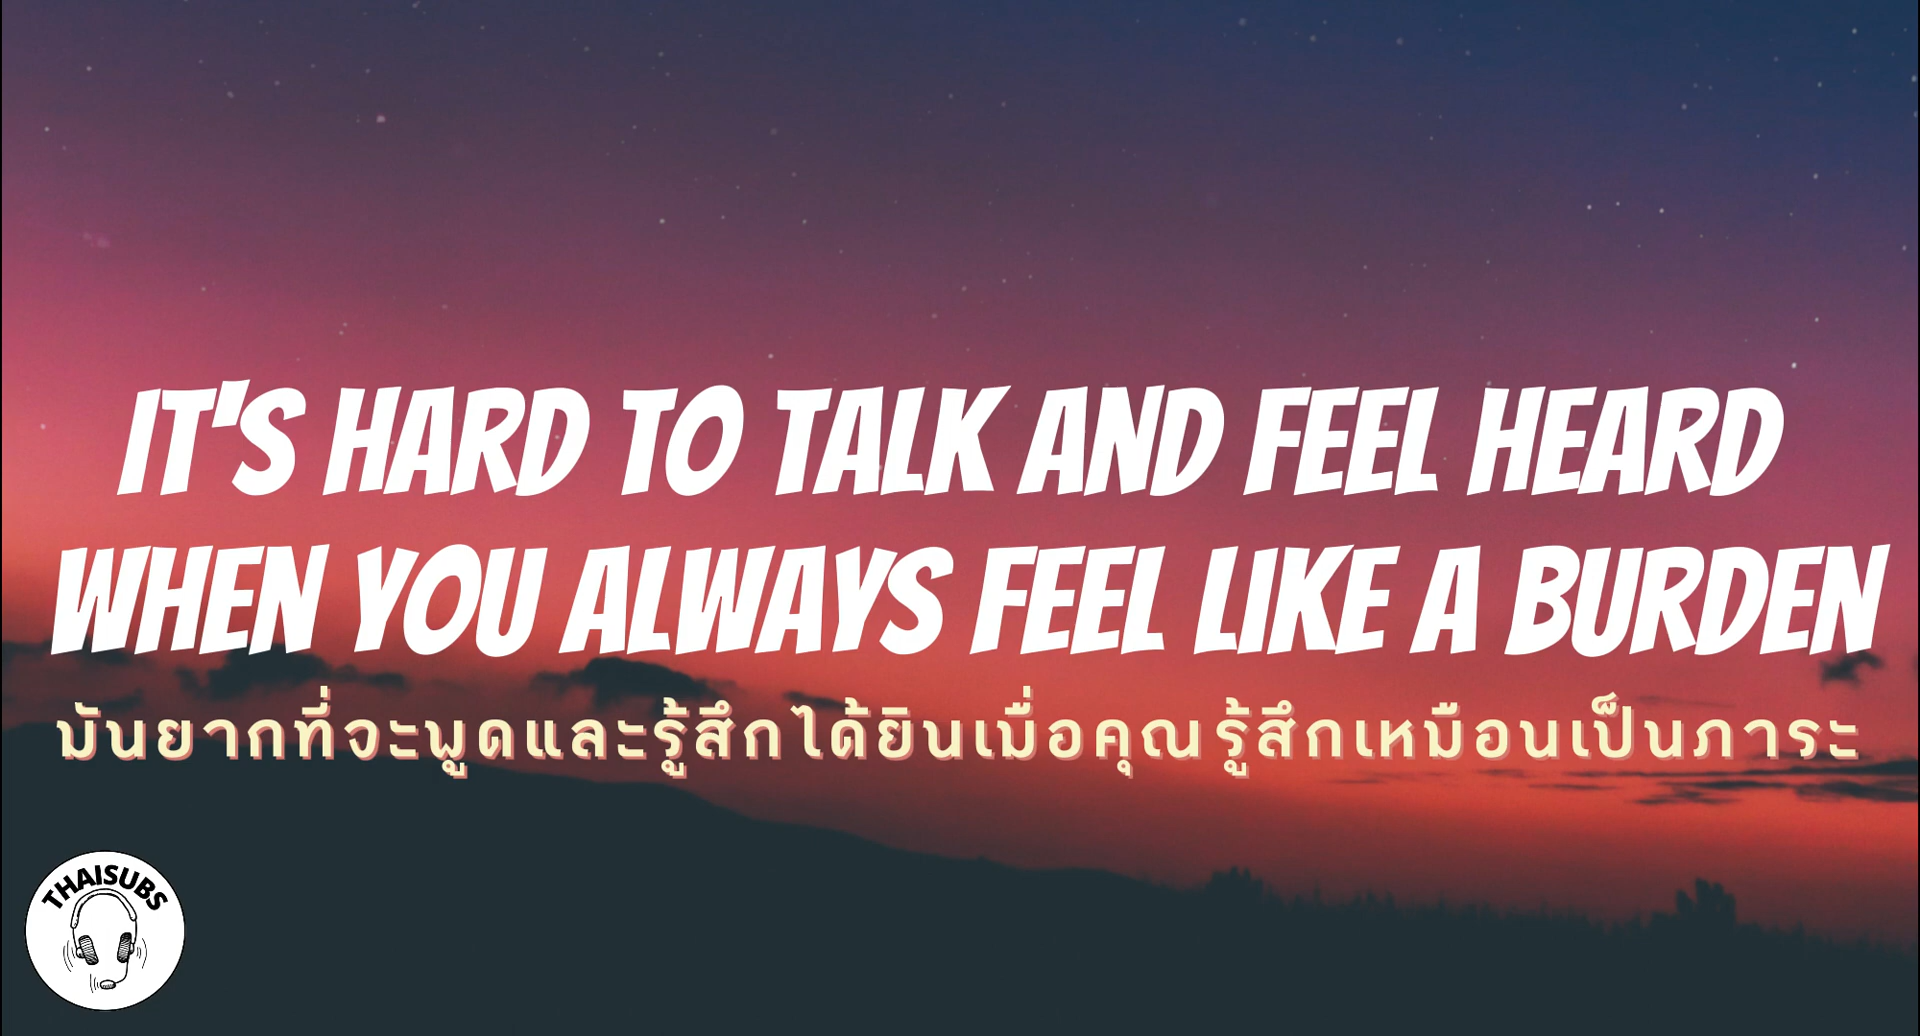 IT'S HARD TO TALK AND FEEL HEARD
WHEN YOU ALWAYS FEEL LIKE A BURDEN
มันยากที่จะพูดและรู้สึกได้ยินเมื่อคุณรู้สึกเหมือนเป็นภาระ
THAISUBS